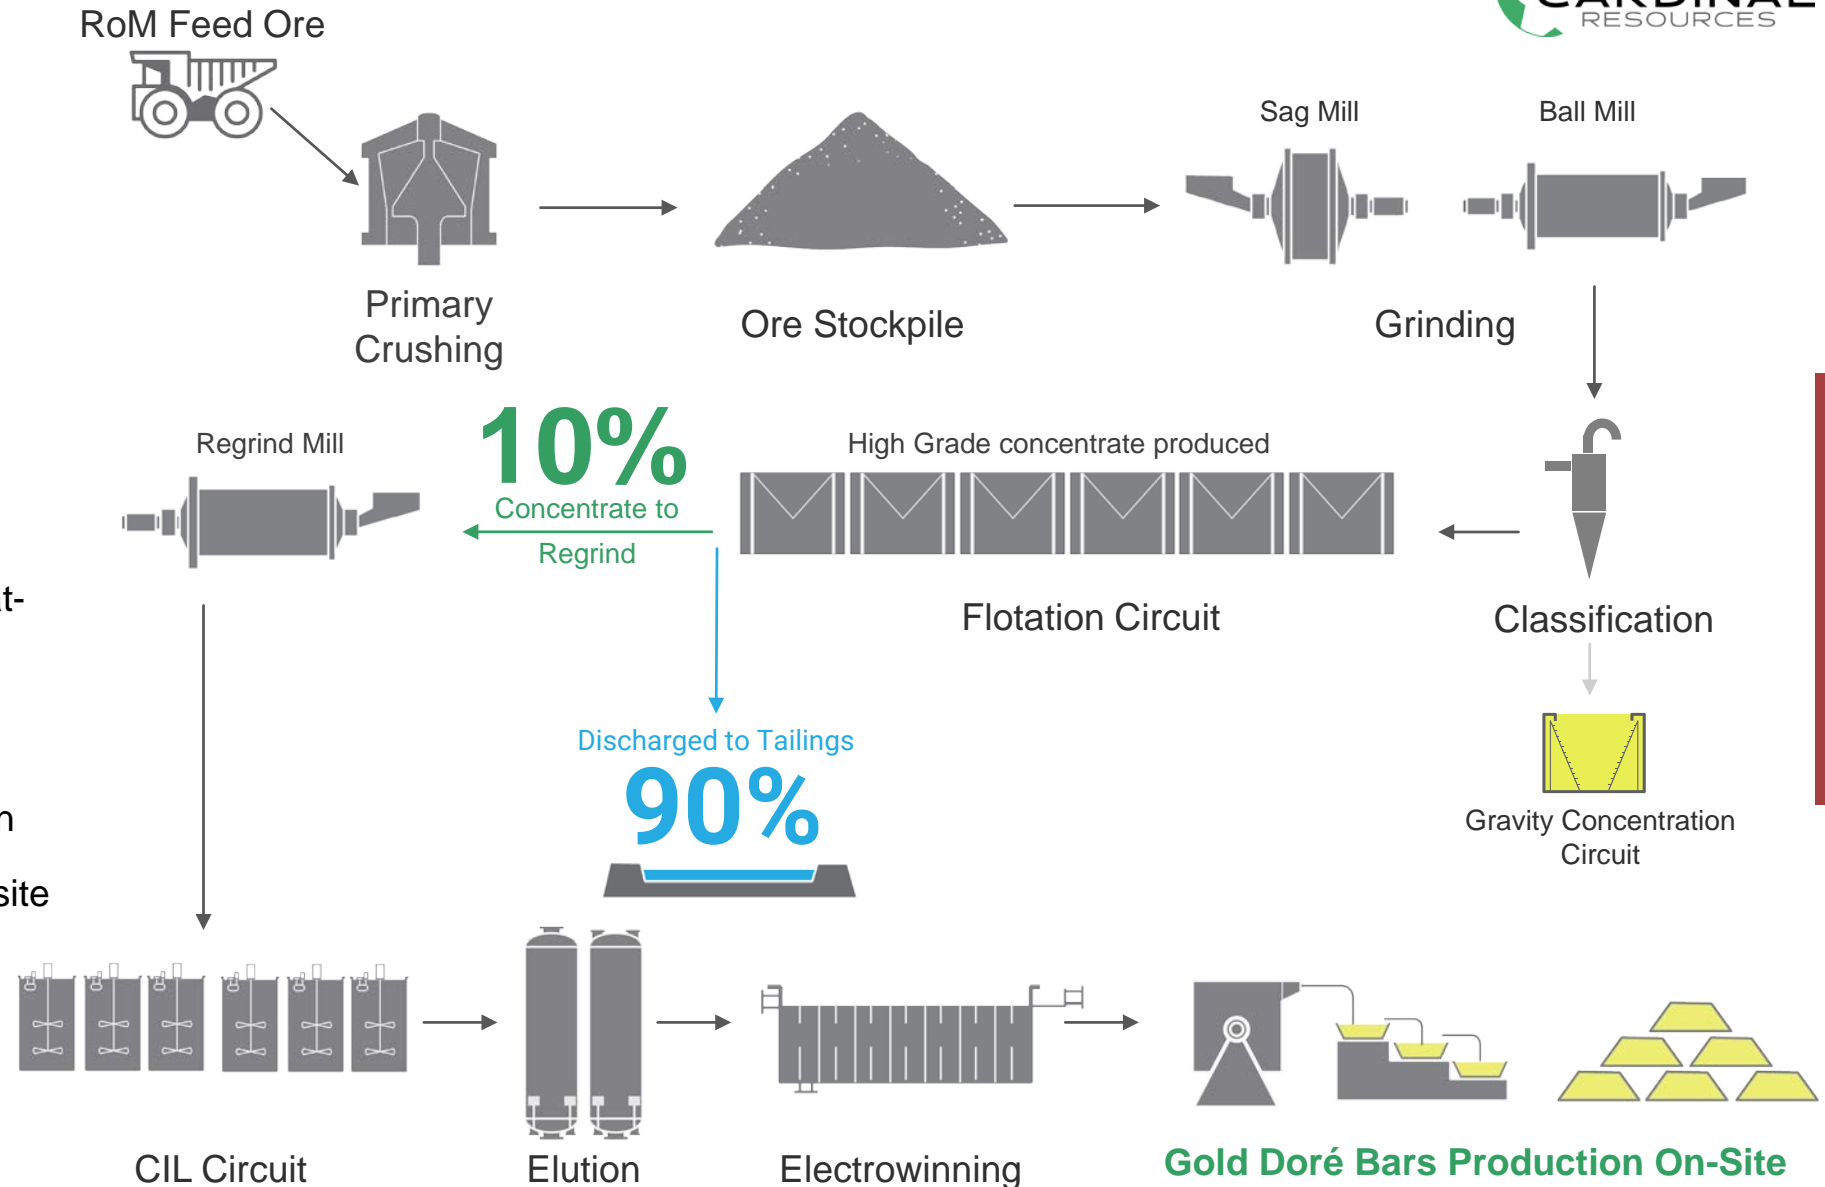 RoM Feed Ore
RESOURCES
Sag Mill
Ball Mill
Primary
Crushing
Ore Stockpile
Grinding
Regrind Mill
10%
Concentrate to
Regrind
High Grade concentrate produced
Flotation Circuit
Classification
Discharged to Tailings
90%
Gravity Concentration
Circuit
CIL Circuit
Elution
Electrowinning
Gold Doré Bars Production On-Site